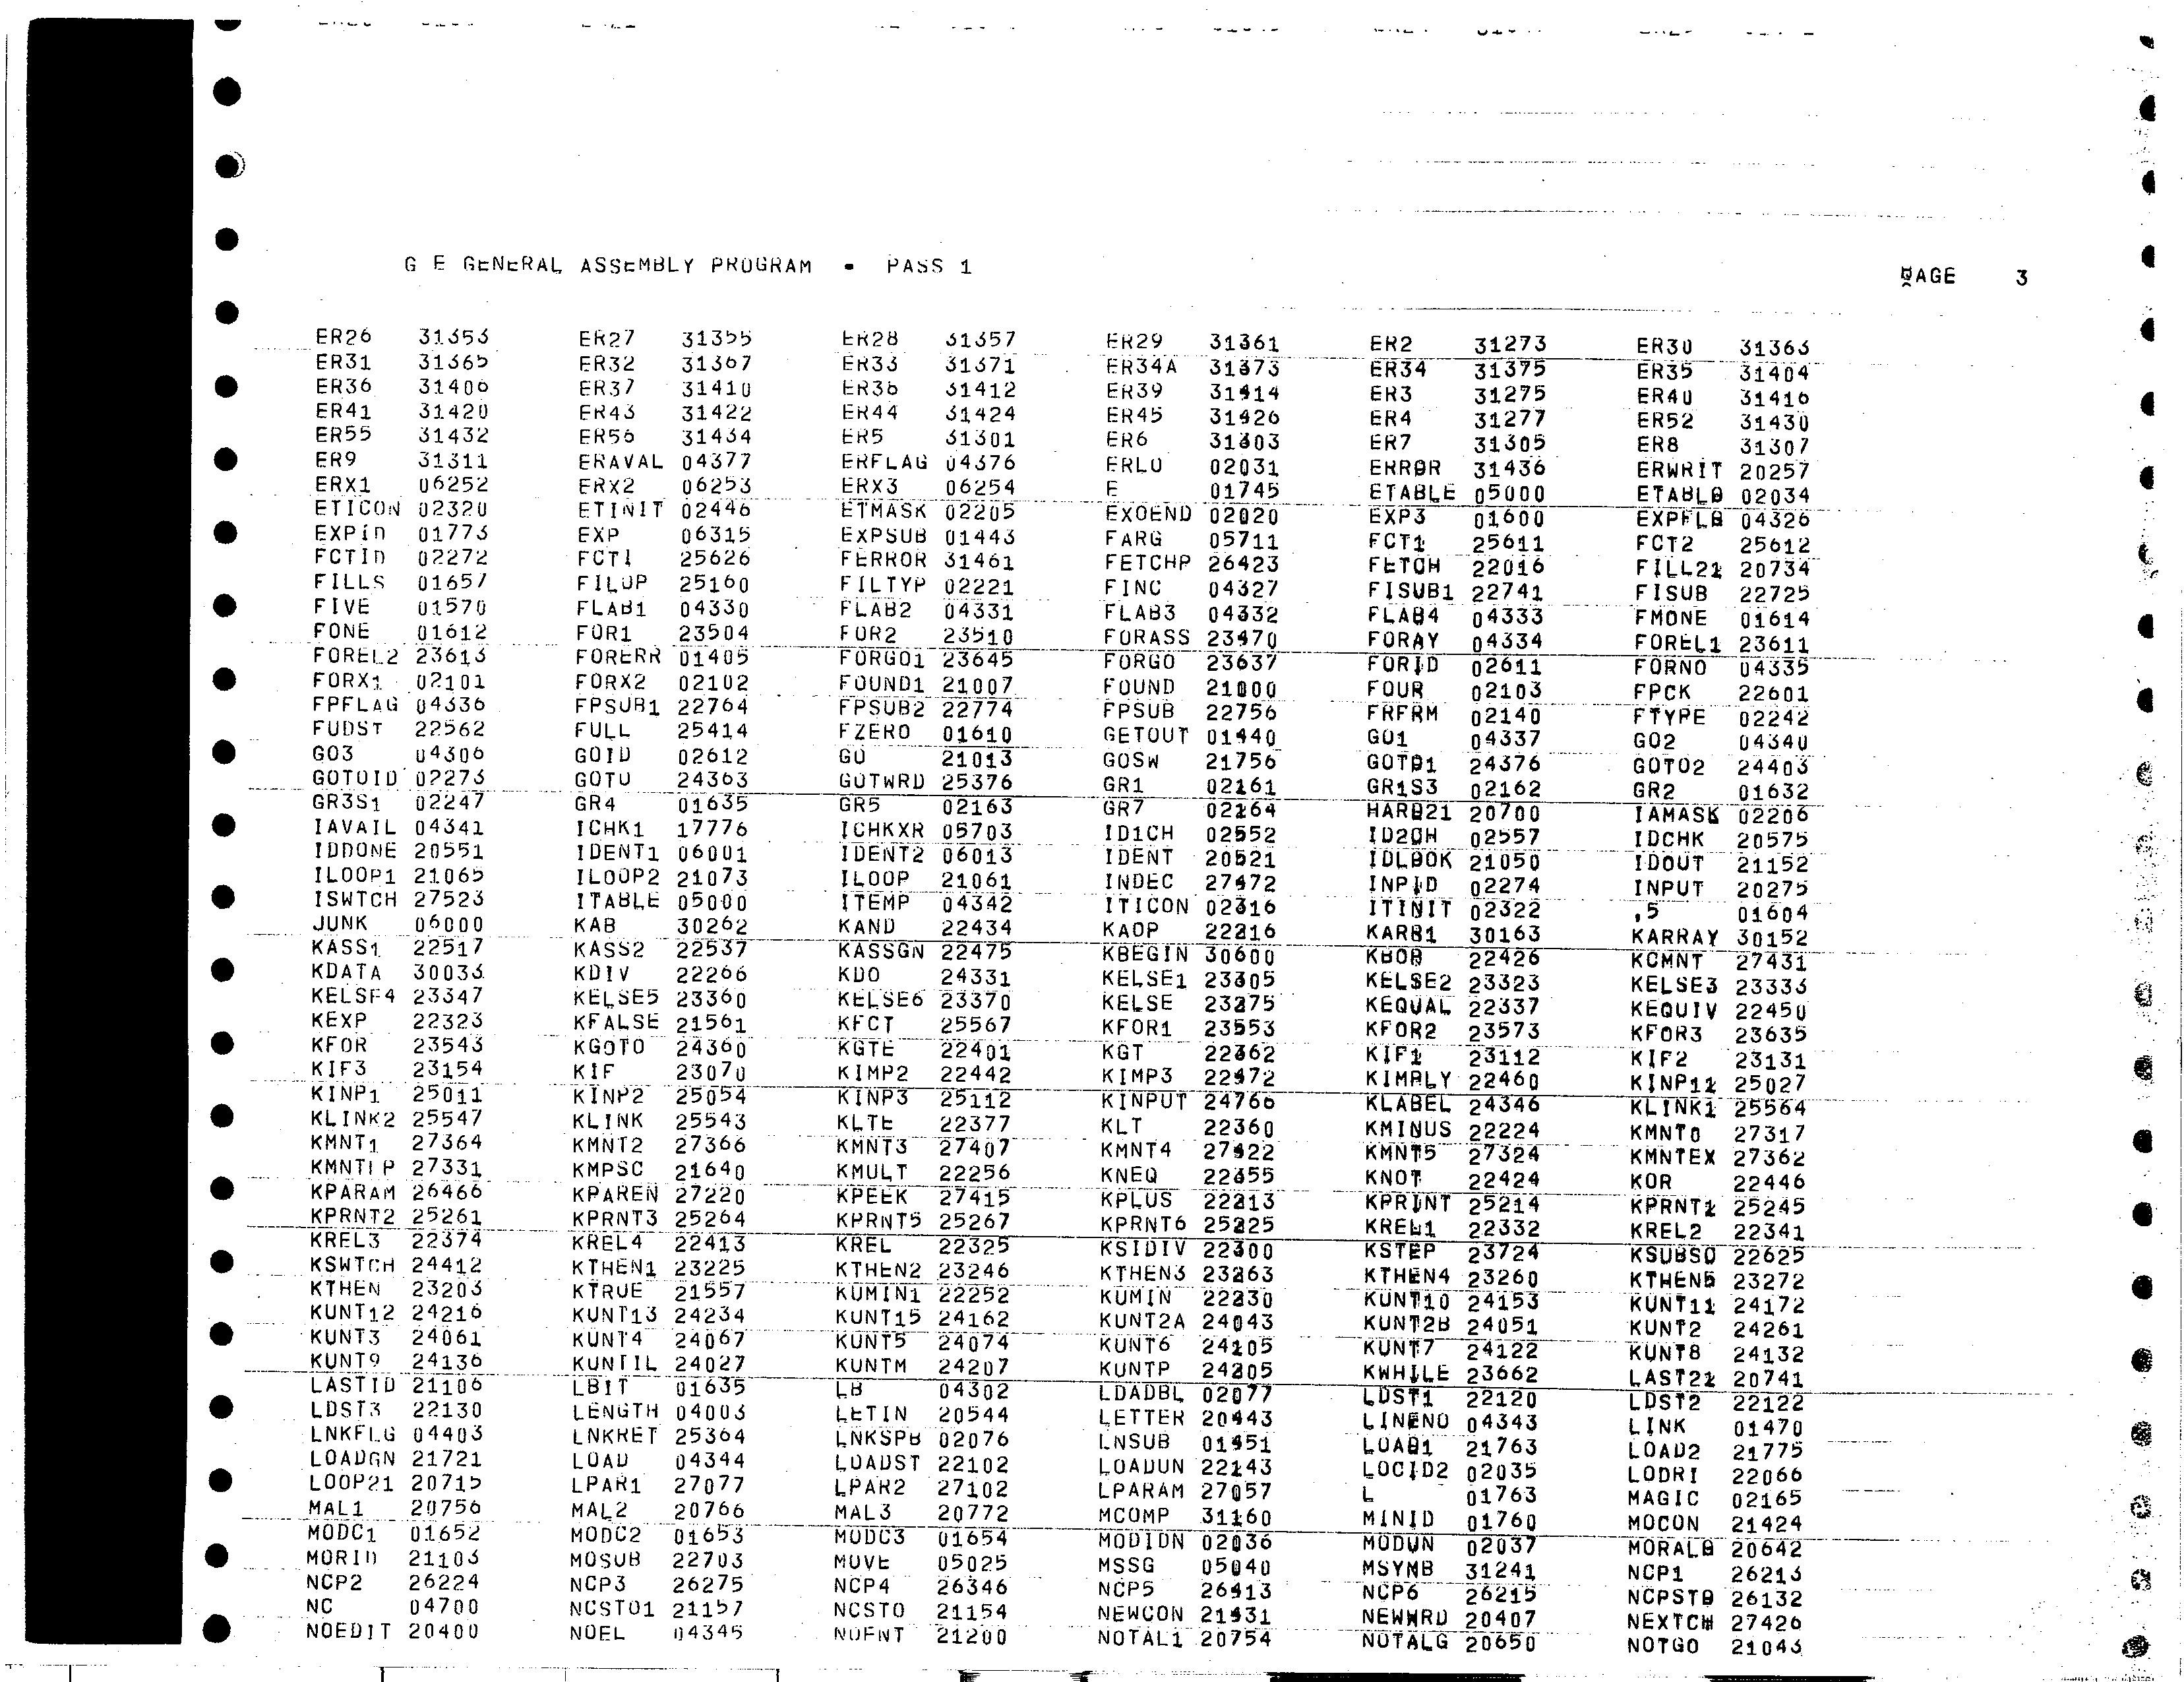 G E GENERAL ASSEMBLY PROGRAM - PASS 1 PAGE 3
ER26 31353 ER27 31355 ER28 31357 ER29 31361 ER2 31273 ER30 31363
ER31 31365 ER32 31367 ER33 31371 ER34A 31373 ER34 31375 ER35 31404
ER36 31406 ER37 31410 ER38 31412 ER39 31414 ER3 31275 ER40 31416
ER41 31420 ER43 31422 ER44 31424 ER45 31426 ER4 31277 ER52 31430
ER55 31432 ER56 31434 ER5 31301 ER6 31303 ER7 31305 ER8 31307
ER9 31311 ERAVAL 04377 ERFLAG 04376 ERLO 02031 ERROR 31436 ERWRIT 20257
ERX1 06252 ERX2 06253 ERX3 06254 E 01745 ETABLE 05000 ETABLB 02034
ETICON 02320 ETINIT 02446 ETMASK 02205 EXOEND 02020 EXP3 01600 EXPFLG 04326
EXPID 01773 EXP 06315 EXPSUB 01443 FARG 05711 FCT1 25611 FCT2 25612
FCTID 02272 FCTI 25626 FERROR 31461 FETCHP 26423 FETCH 22016 FILL21 20734
FILLS 01657 FILUP 25160 FILTYP 02221 FINC 04327 FISUB1 22741 FISUB 22725
FIVE 01570 FLAB1 04330 FLAB2 04331 FLAB3 04332 FLAB4 04333 FMONE 01614
FONE 01612 FOR1 23504 FOR2 23510 FORASS 23470 FORAY 04334 FOREL1 23611
FOREL2 23613 FORERR 01405 FORGO1 23645 FORGO 23637 FORID 02611 FORNO 04335
FORX1 02101 FORX2 02102 FOUND1 21007 FOUND 21000 FOUR 02103 FPCK 22601
FPFLAG 04336 FPSUB1 22764 FPSUB2 22774 FPSUB 22756 FRFRM 02140 FTYPE 02242
FUDST 22562 FULL 25414 FZERO 01610 GETOUT 01440 GO1 04337 GO2 04340
GO3 04306 GOID 02612 GO 21013 GOSW 21756 GOTO1 24376 GOTO2 24403
GOTOID 02273 GOTO 24363 GOTWRD 25376 GR1 02161 GR1S3 02162 GR2 01632
GR3S1 02247 GR4 01635 GR5 02163 GR7 02164 HARD21 20700 IAMASK 02206
IAVAIL 04341 ICHK1 17776 ICHKXR 05703 ID1CH 02552 ID2CH 02557 IDCHK 20575
IDDONE 20551 IDENT1 06001 IDENT2 06013 IDENT 20521 IDLOOK 21050 IDOUT 21152
ILOOP1 21065 ILOOP2 21073 ILOOP 21061 INDEC 27472 INPID 02274 INPUT 20275
ISWTCH 27523 ITABLE 05000 ITEMP 04342 ITICON 02316 ITINIT 02322 ,5 01604
JUNK 06000 KAB 30262 KAND 22434 KAOP 22216 KARR1 30163 KARRAY 30152
KASS1 22517 KASS2 22537 KASSGN 22475 KBEGIN 30600 KBOR 22426 KCMNT 27431
KDATA 30033 KDIV 22266 KDO 24331 KELSE1 23305 KELSE2 23323 KELSE3 23333
KELSE4 23347 KELSE5 23360 KELSE6 23370 KELSE 23275 KEQUAL 22337 KEQUIV 22450
KEXP 22323 KFALSE 21561 KFCT 25567 KFOR1 23553 KFOR2 23573 KFOR3 23635
KFOR 23543 KGOTO 24360 KGTE 22401 KGT 22362 KIF1 23112 KIF2 23131
KIF3 23154 KIF 23070 KIMP2 22442 KIMP3 22472 KIMPLY 22460 KINP11 25027
KINP1 25011 KINP2 25054 KINP3 25112 KINPUT 24766 KLABEL 24346 KLINK1 25564
KLINK2 25547 KLINK 25543 KLTE 22377 KLT 22360 KMINUS 22224 KMNT0 27317
KMNT1 27364 KMNT2 27366 KMNT3 27407 KMNT4 27422 KMNT5 27324 KMNTEX 27362
KMNTLP 27331 KMPSC 21640 KMULT 22256 KNEQ 22355 KNOT 22424 KOR 22446
KPARAM 26466 KPAREN 27220 KPEEK 27415 KPLUS 22213 KPRINT 25214 KPRNT1 25245
KPRNT2 25261 KPRNT3 25264 KPRNT5 25267 KPRNT6 25225 KREL1 22332 KREL2 22341
KREL3 22374 KREL4 22413 KREL 22325 KSIDIV 22300 KSTEP 23724 KSUBSO 22625
KSWTCH 24412 KTHEN1 23225 KTHEN2 23246 KTHEN3 23263 KTHEN4 23260 KTHEN5 23272
KTHEN 23203 KTRUE 21557 KUMIN1 22252 KUMIN 22230 KUNT10 24153 KUNT11 24172
KUNT12 24216 KUNT13 24234 KUNT15 24162 KUNT2A 24043 KUNT2B 24051 KUNT2 24261
KUNT3 24061 KUNT4 24067 KUNT5 24074 KUNT6 24105 KUNT7 24122 KUNT8 24132
KUNT9 24136 KUNTIL 24027 KUNTM 24207 KUNTP 24205 KWHILE 23662 LAST21 20741
LASTID 21106 LBIT 01635 LB 04302 LDADBL 02077 LDST1 22120 LDST2 22122
LDST3 22130 LENGTH 04003 LETIN 20544 LETTER 20443 LINENO 04343 LINK 01470
LNKFLG 04403 LNKRET 25364 LNKSPB 02076 LNSUB 01451 LOAD1 21763 LOAD2 21775
LOADGN 21721 LOAD 04344 LOADST 22102 LOADUN 22143 LOCID2 02035 LODRI 22066
LOOP21 20715 LPAR1 27077 LPAR2 27102 LPARAM 27057 L 01763 MAGIC 02165
MAL1 20756 MAL2 20766 MAL3 20772 MCOMP 31160 MINID 01760 MOCON 21424
MODC1 01652 MODC2 01653 MODC3 01654 MODIDN 02036 MODUN 02037 MORALG 20642
MORID 21103 MOSUB 22703 MOVE 05025 MSSG 05040 MSYMB 31241 NCP1 26213
NCP2 26224 NCP3 26275 NCP4 26346 NCP5 26413 NCP6 26215 NCPSTO 26132
NC 04700 NCSTO1 21157 NCSTO 21154 NEWCON 21431 NEWWRD 20407 NEXTCH 27426
NOEDIT 20400 NOEL 04345 NOENT 21200 NOTAL1 20754 NOTALG 20650 NOTGO 21043